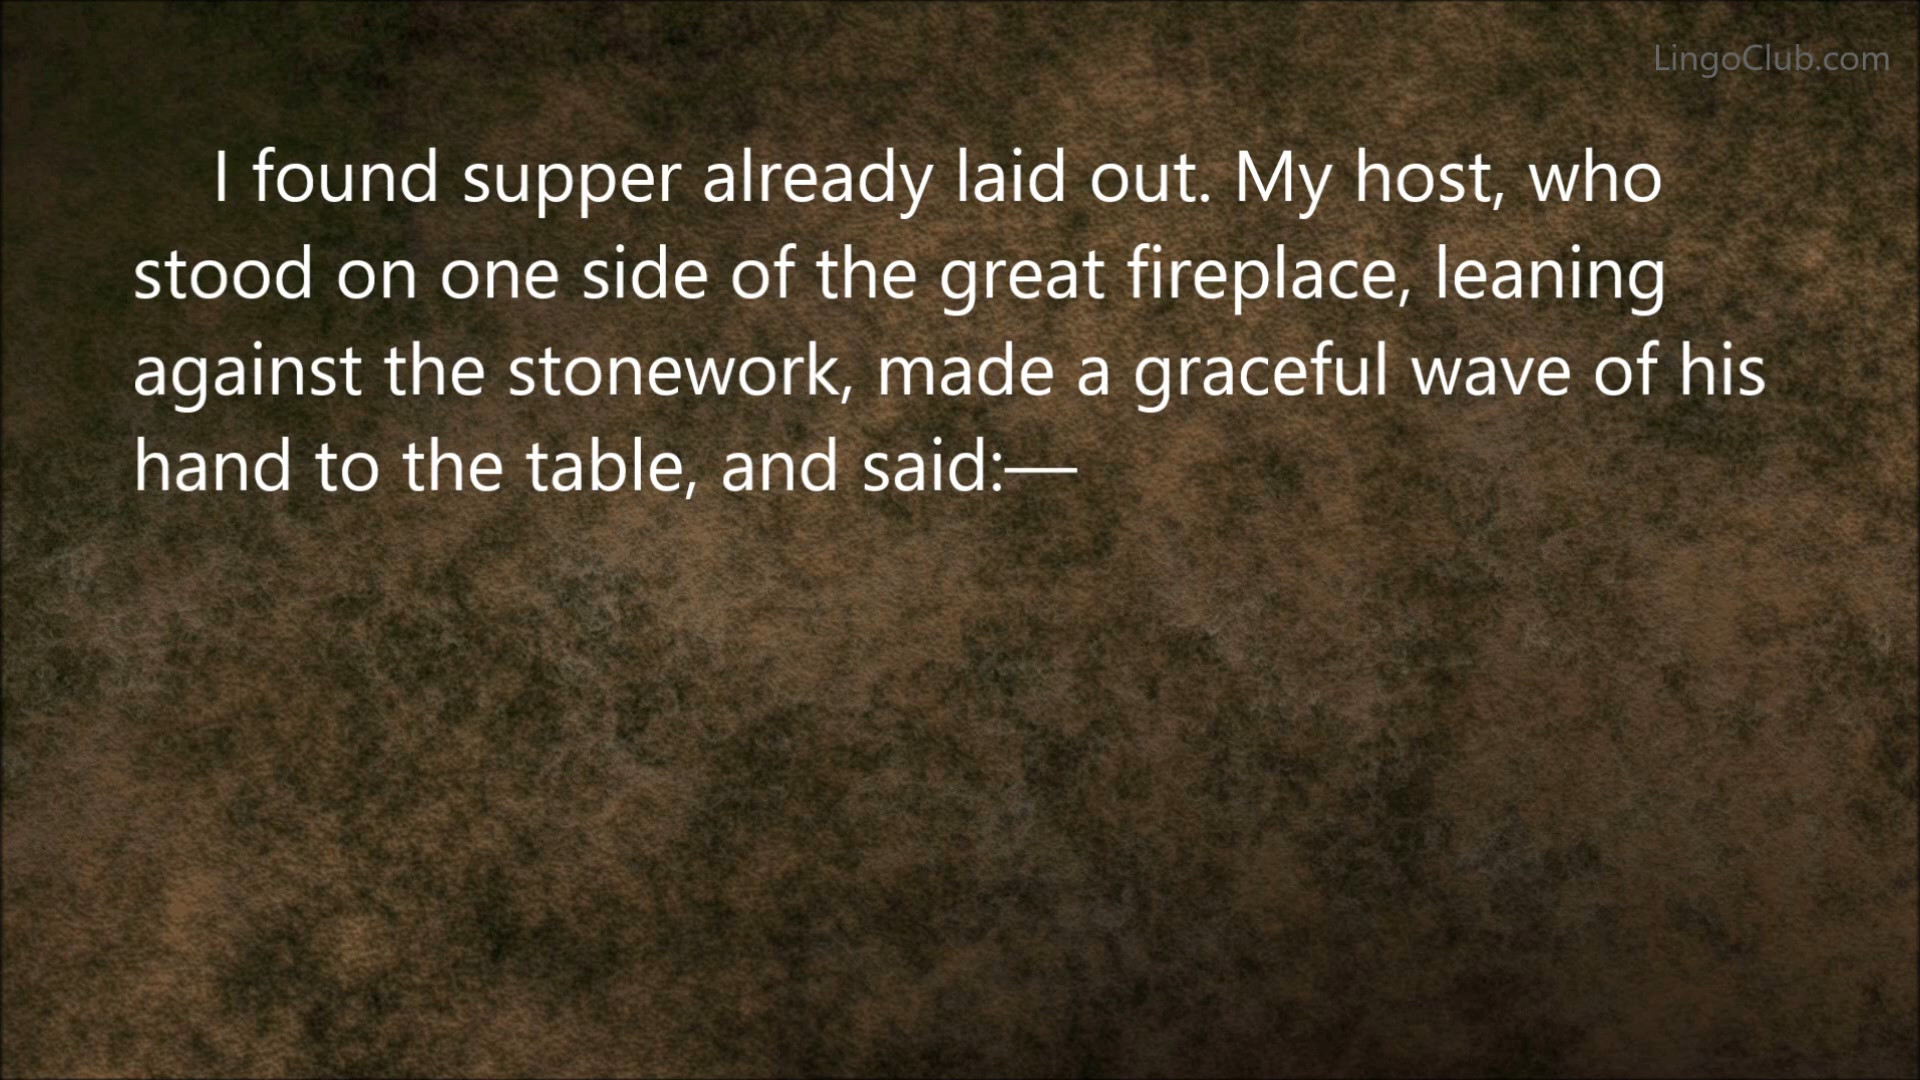 LingoClub.com
I found supper already laid out. My host, who
stood on one side of the great fireplace, leaning
against the stonework, made a graceful wave of his
hand to the table, and said:—